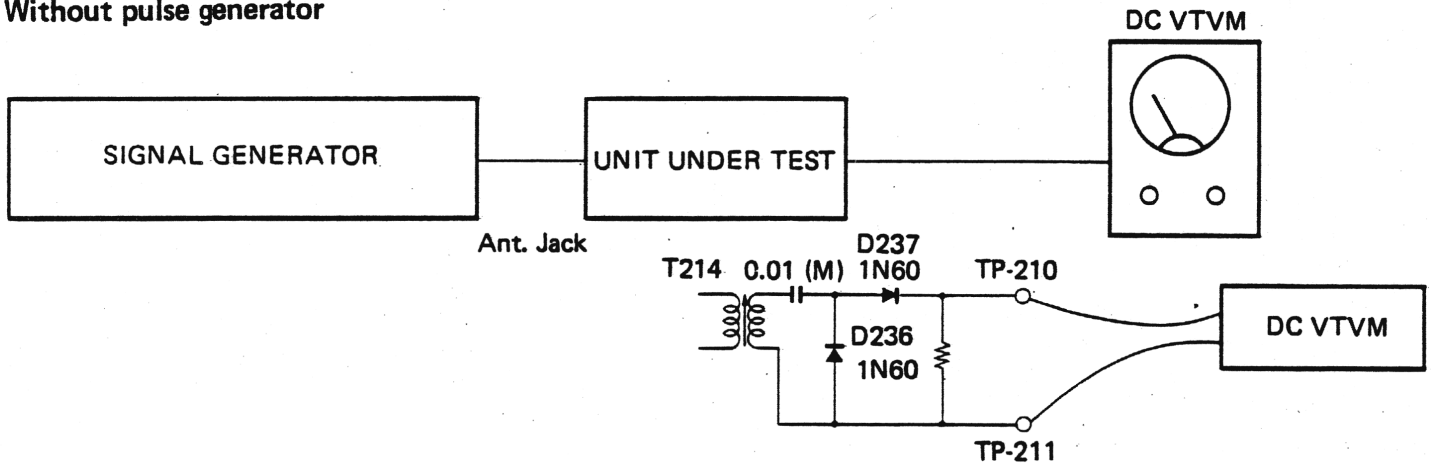 Without pulse generator
DC VTVM
SIGNAL GENERATOR
UNIT UNDER TEST
Ant. Jack
D237
T214 0.01 (M) 1N60 TP-210
DC VTVM
D236
1N60
TP-211